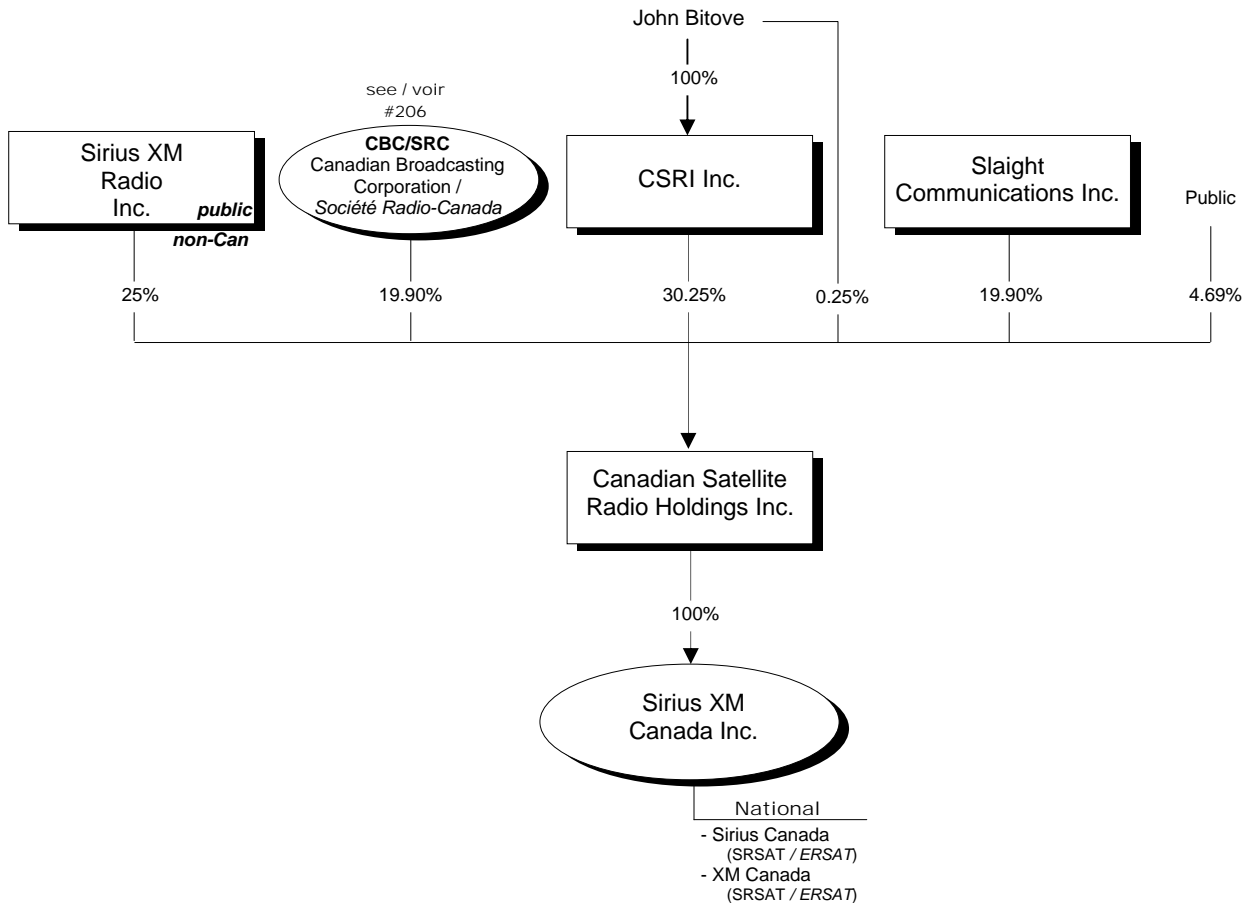 John Bitove
100%
see / voir
#206
Sirius XM
Radio
Inc.
public
non-Can
CBC/SRC
Canadian Broadcasting
Corporation /
Société Radio-Canada
CSRI Inc.
Slaight
Communications Inc.
Public
25%
19.90%
30.25%
0.25%
19.90%
4.69%
Canadian Satellite
Radio Holdings Inc.
100%
Sirius XM
Canada Inc.
National
- Sirius Canada
(SRSAT / ERSAT)
- XM Canada
(SRSAT / ERSAT)